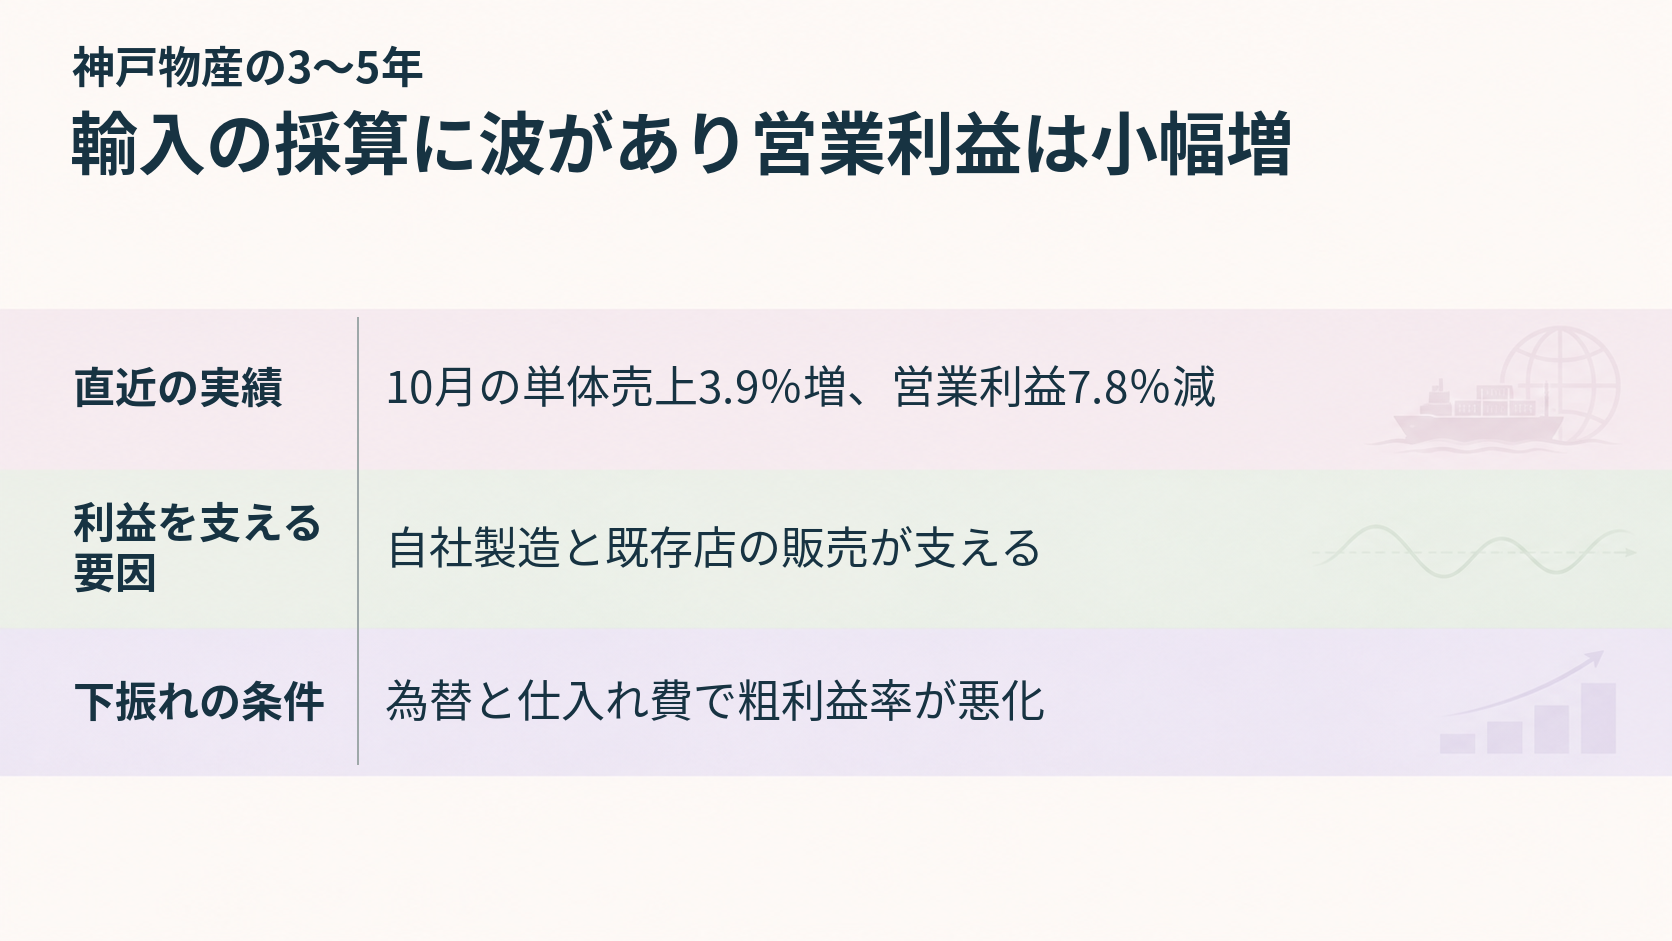 神戸物産の3〜5年
輸入の採算に波があり営業利益は小幅増
直近の実績
10月の単体売上3.9%増、営業利益7.8%減
利益を支える
要因
自社製造と既存店の販売が支える
下振れの条件
為替と仕入れ費で粗利益率が悪化